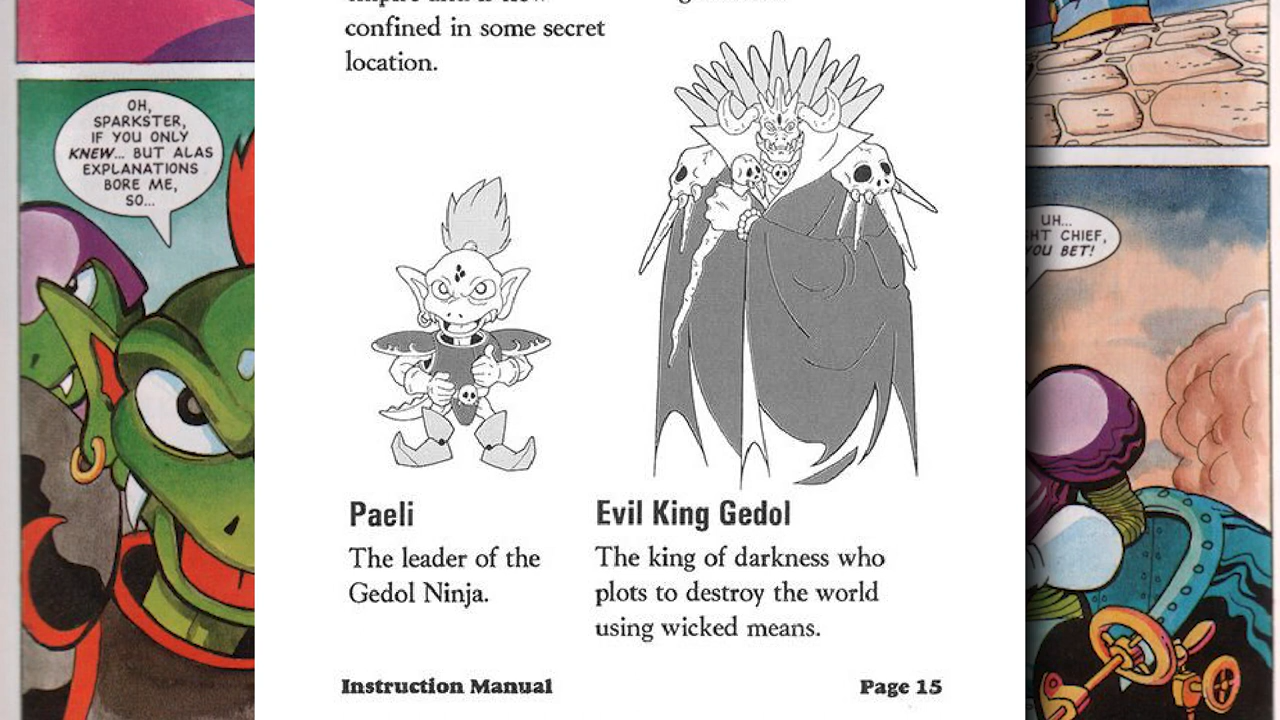 confined in some secret
location.
OH,
SPARKSTER,
IF YOU ONLY
KNEW... BUT ALAS
EXPLANATIONS
BORE ME,
SO...
UH...
CHIEF,
YOU BET!
Paeli
The leader of the
Gedol Ninja.
Evil King Gedol
The king of darkness who
plots to destroy the world
using wicked means.
Instruction Manual
Page 15